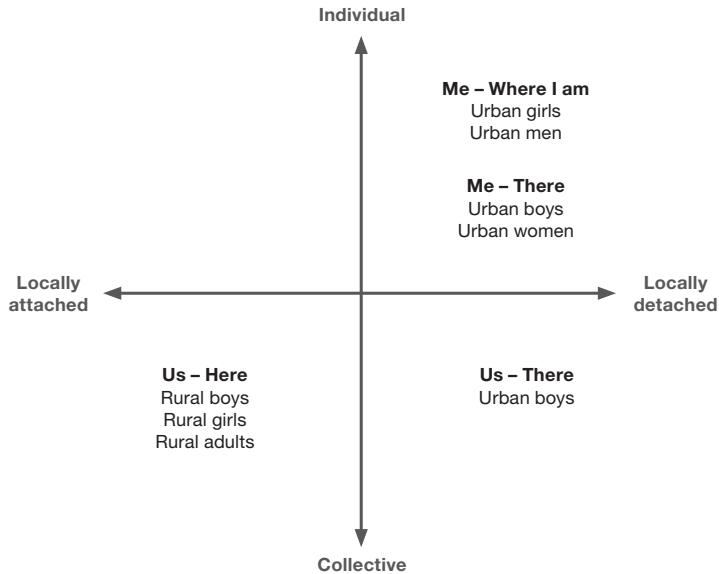 Individual
Me – Where I am
Urban girls
Urban men
Me – There
Urban boys
Urban women
Locally
attached
Locally
detached
Us – Here
Rural boys
Rural girls
Rural adults
Us – There
Urban boys
Collective